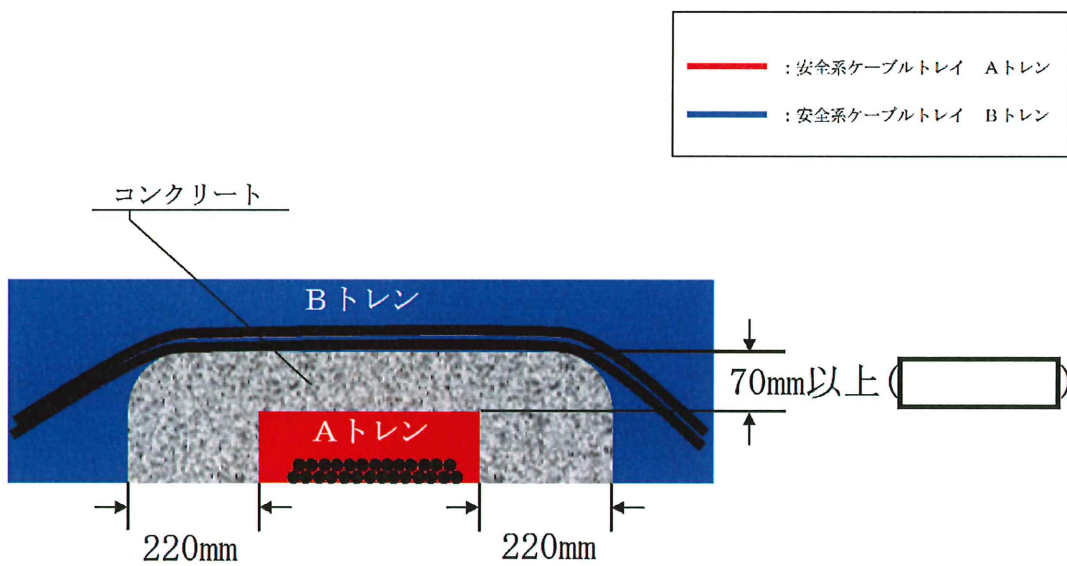 ：安全系ケーブルトレイ　Aトレン
：安全系ケーブルトレイ　Bトレン
コンクリート
Bトレン
70mm以上（　）
Aトレン
220mm
220mm